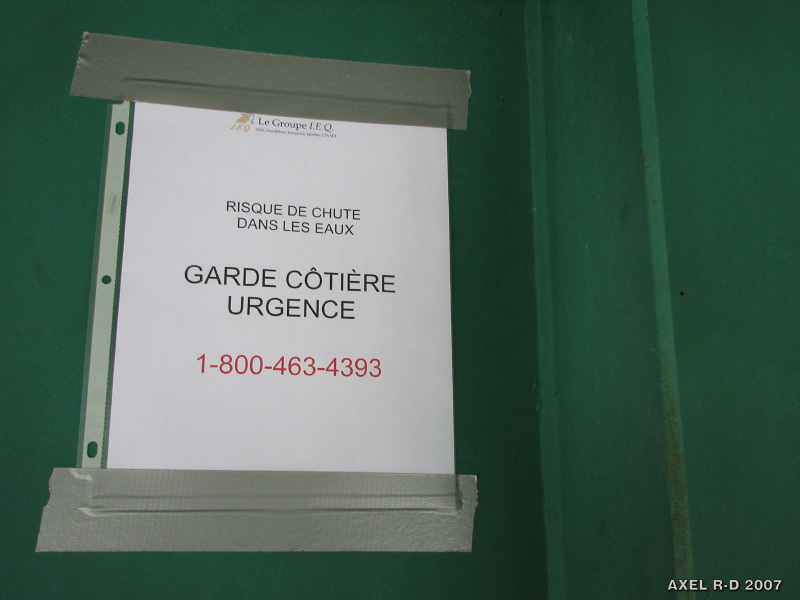 Le Groupe I.E.Q.
I.E.Q
RISQUE DE CHUTE
DANS LES EAUX
GARDE CÔTIÈRE
URGENCE
1-800-463-4393
AXEL R-D 2007